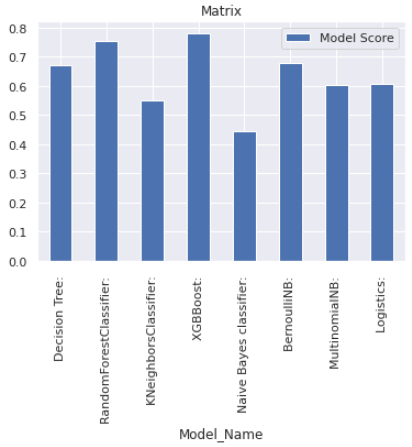 Matrix
Model Score
0.8
0.7
0.6
0.5
0.4
0.3
0.2
0.1
0.0
Decision Tree:
RandomForestClassifier:
KNeighborsClassifier:
XGBBoost:
Naive Bayes classifier:
BernoulliNB:
MultinomialNB:
Logistics:
Model_Name